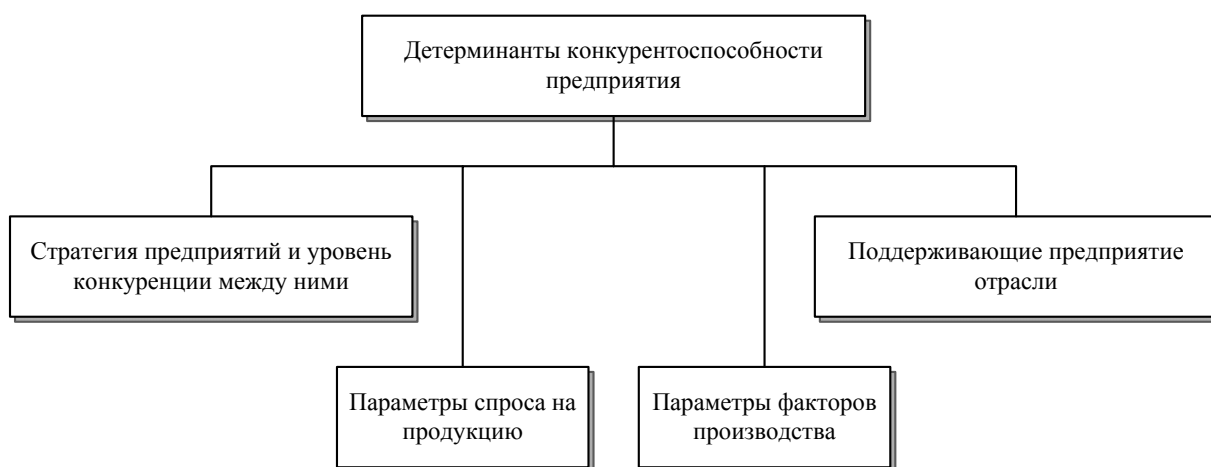 Детерминанты конкурентоспособности
предприятия
Стратегия предприятий и уровень
конкуренции между ними
Поддерживающие предприятие
отрасли
Параметры спроса на
продукцию
Параметры факторов
производства